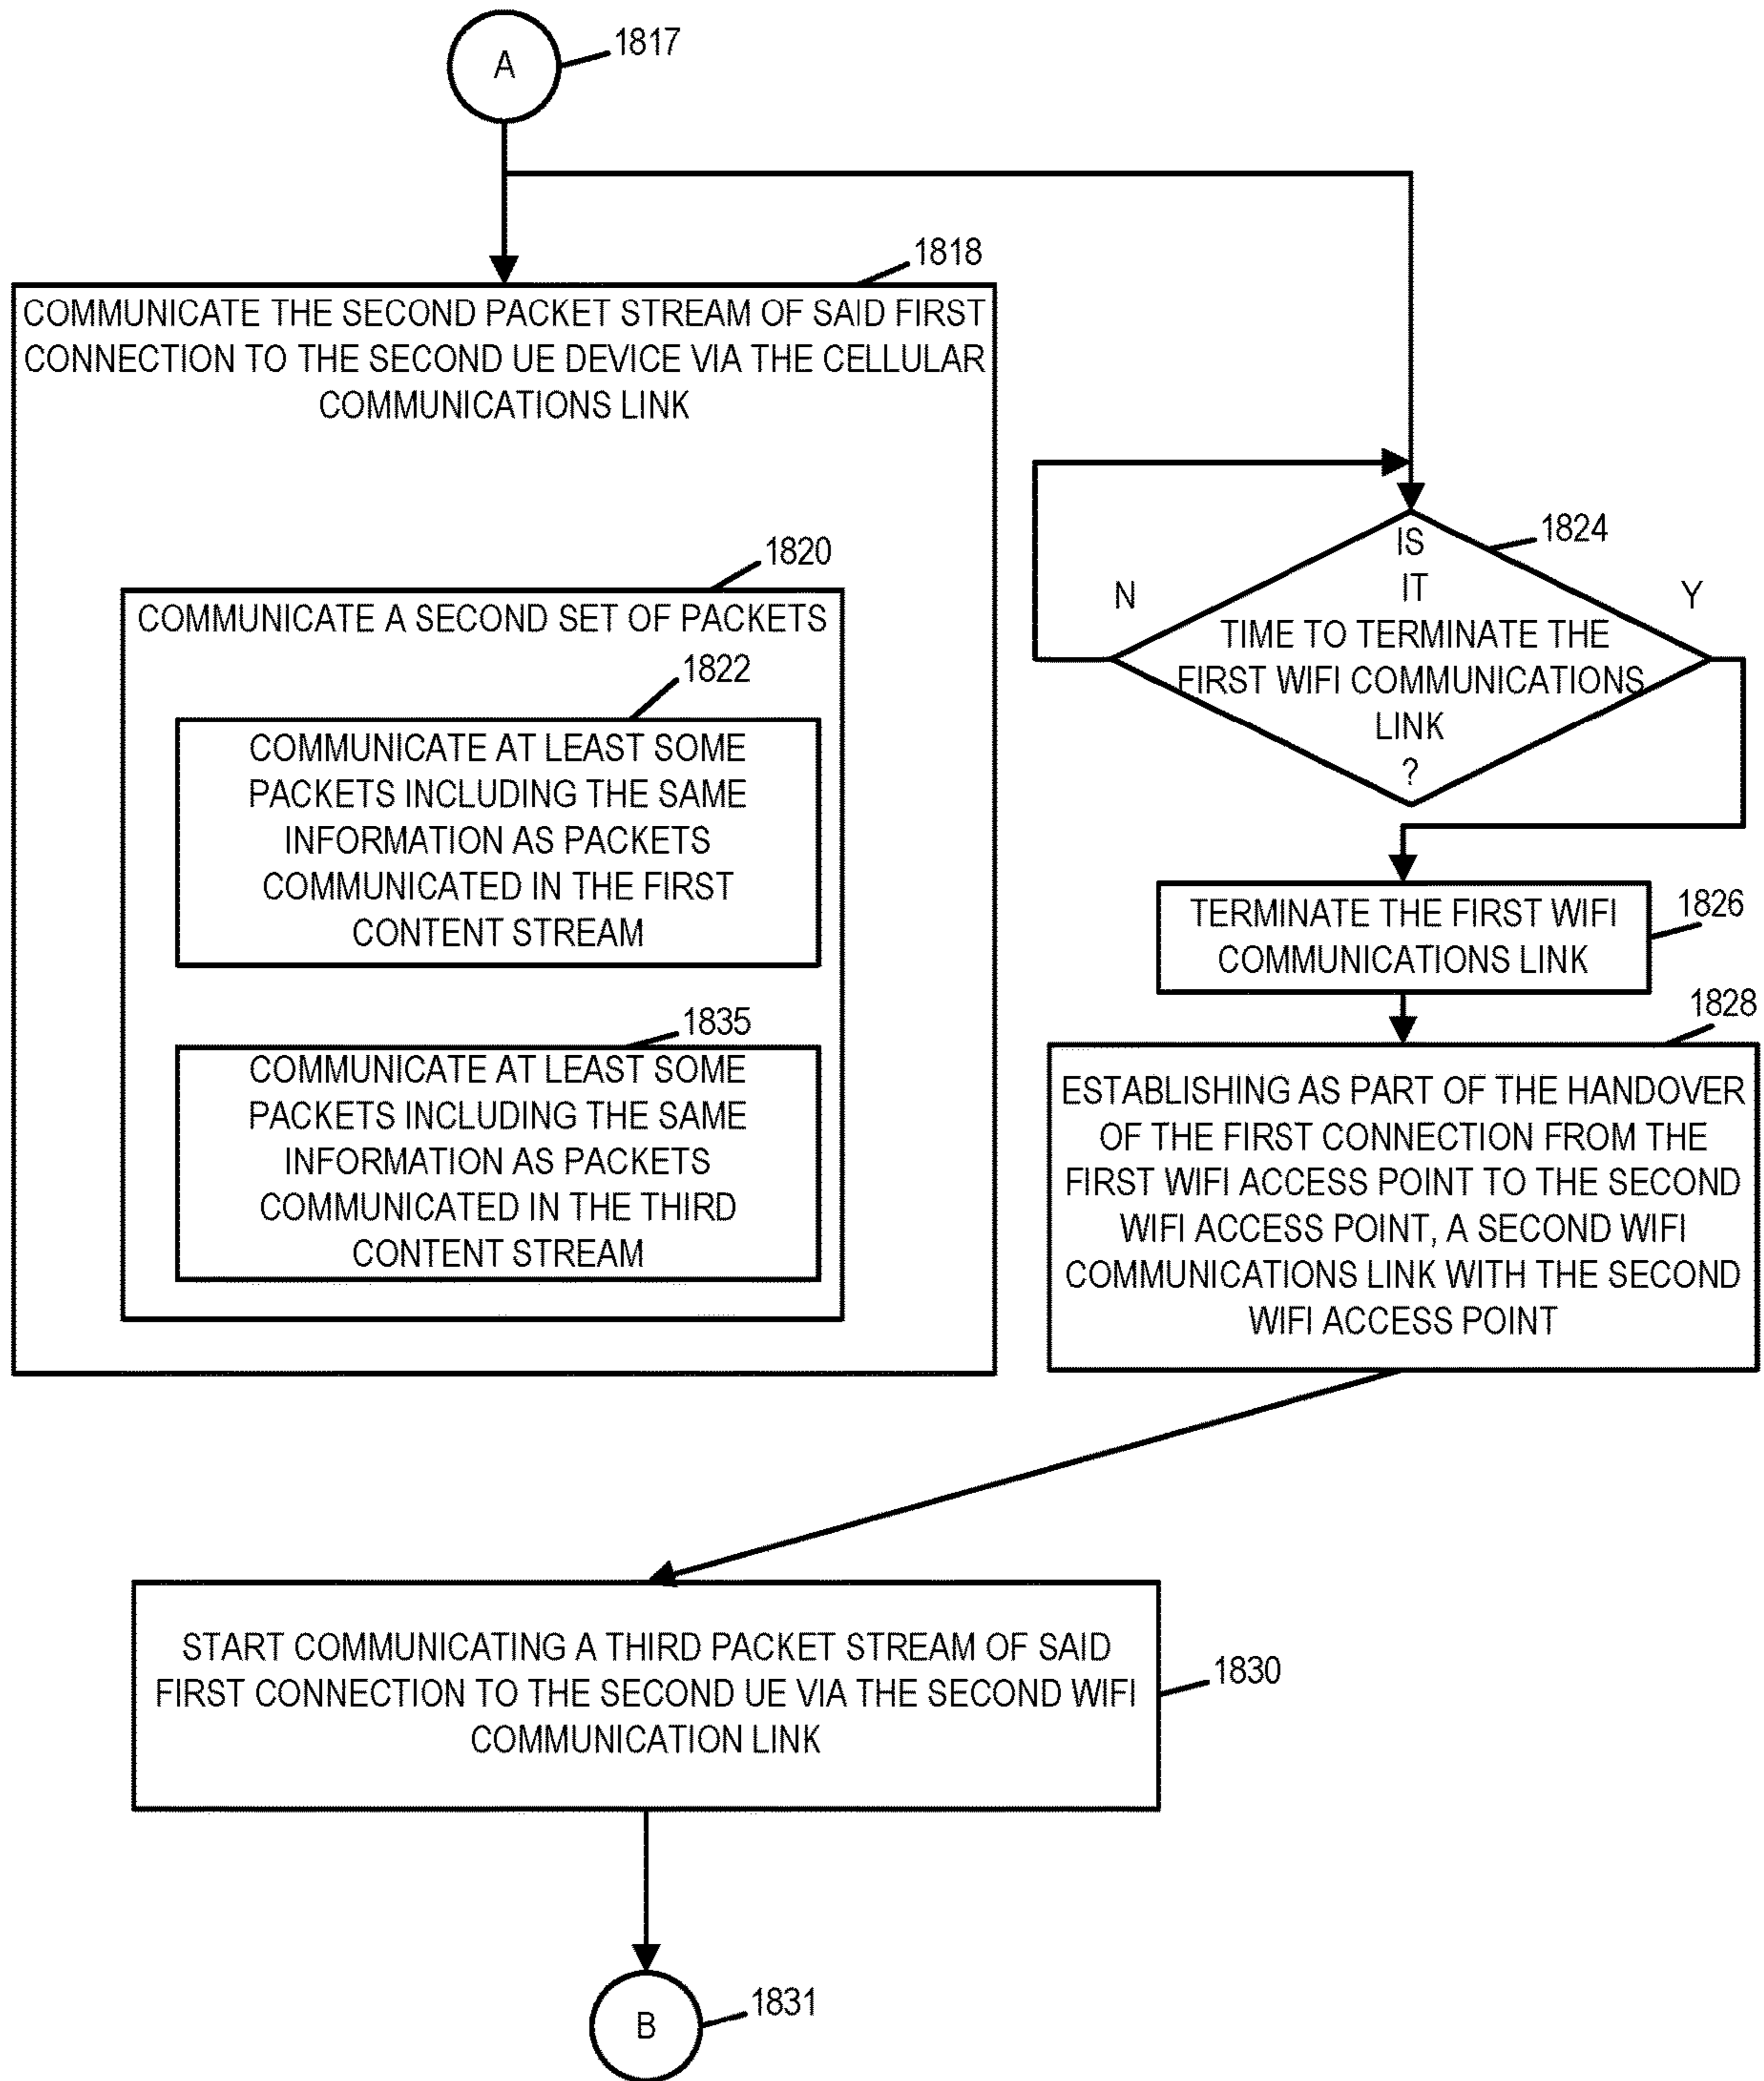 A
1817
1818
COMMUNICATE THE SECOND PACKET STREAM OF SAID FIRST
CONNECTION TO THE SECOND UE DEVICE VIA THE CELLULAR
COMMUNICATIONS LINK
1820
COMMUNICATE A SECOND SET OF PACKETS
1822
COMMUNICATE AT LEAST SOME
PACKETS INCLUDING THE SAME
INFORMATION AS PACKETS
COMMUNICATED IN THE FIRST
CONTENT STREAM
1835
COMMUNICATE AT LEAST SOME
PACKETS INCLUDING THE SAME
INFORMATION AS PACKETS
COMMUNICATED IN THE THIRD
CONTENT STREAM
1824
N
Y
IS
IT
TIME TO TERMINATE THE
FIRST WIFI COMMUNICATIONS
LINK
?
TERMINATE THE FIRST WIFI
COMMUNICATIONS LINK
1826
1828
ESTABLISHING AS PART OF THE HANDOVER
OF THE FIRST CONNECTION FROM THE
FIRST WIFI ACCESS POINT TO THE SECOND
WIFI ACCESS POINT, A SECOND WIFI
COMMUNICATIONS LINK WITH THE SECOND
WIFI ACCESS POINT
START COMMUNICATING A THIRD PACKET STREAM OF SAID
FIRST CONNECTION TO THE SECOND UE VIA THE SECOND WIFI
COMMUNICATION LINK
1830
B
1831